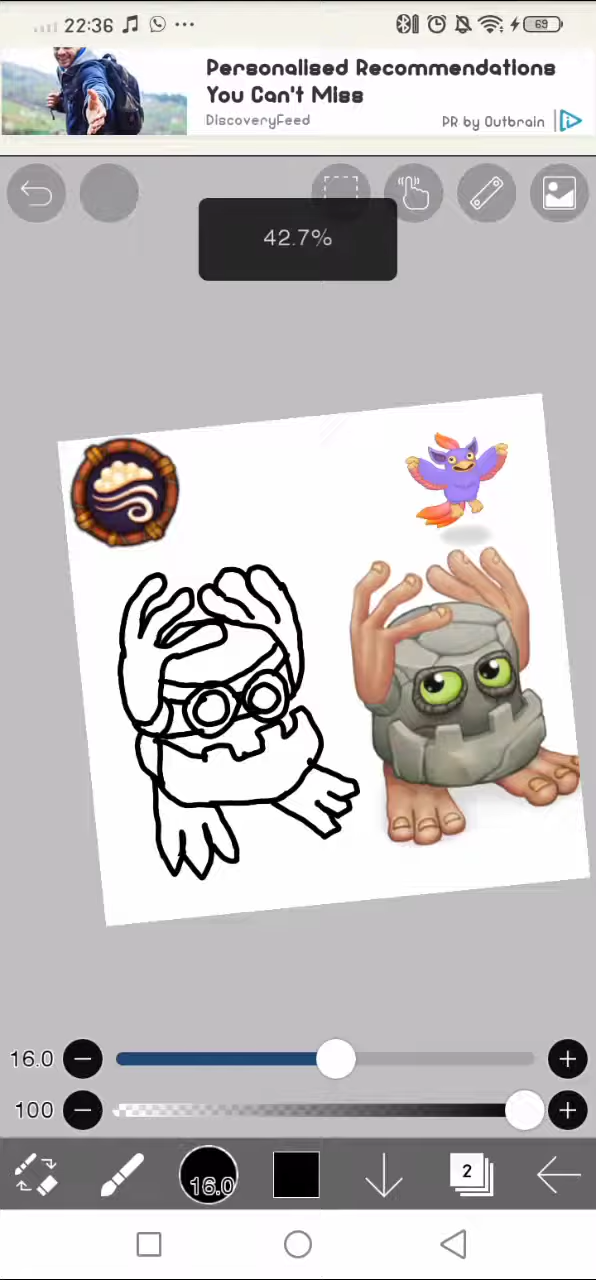 22:36
69
Personalised Recommendations
You Can't Miss
DiscoveryFeed
PR by Outbrain
42.7%
16.0
100
16.0
2